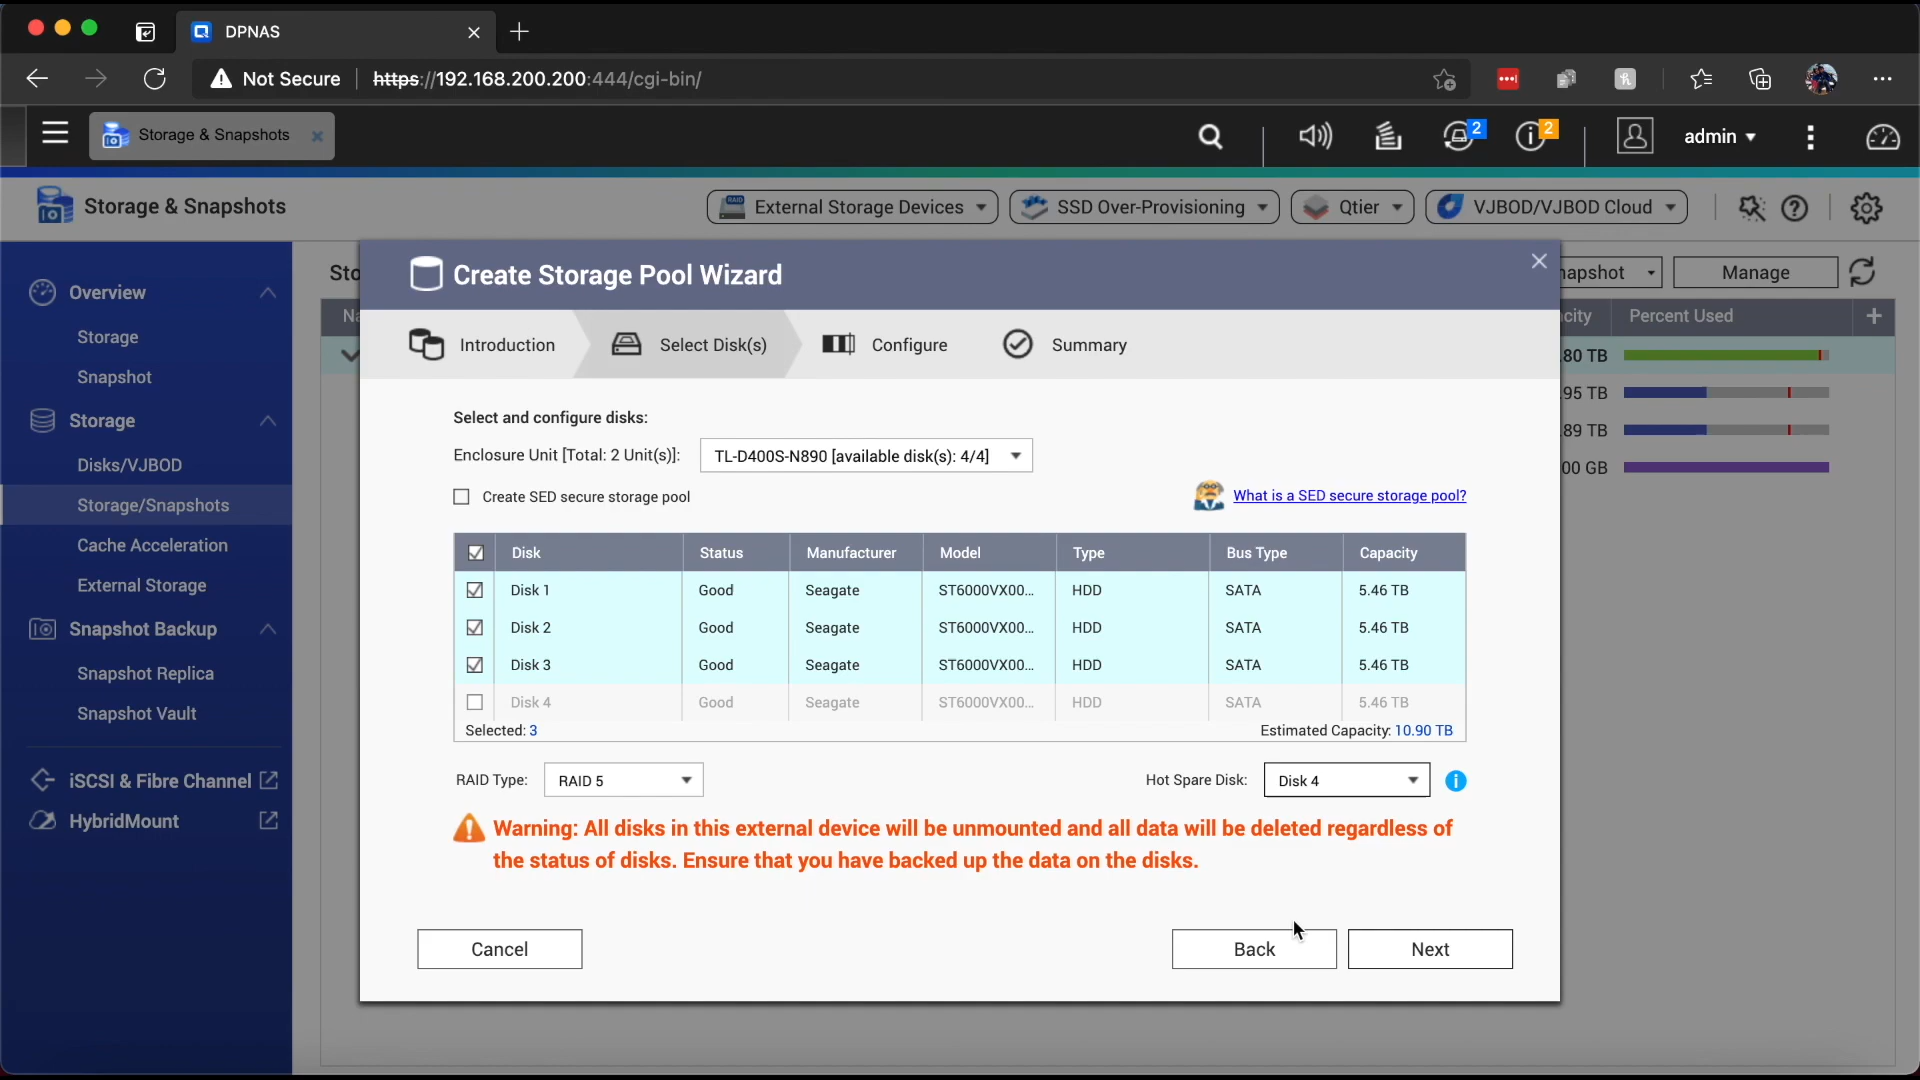 DPNAS
Not Secure https://192.168.200.200:444/cgi-bin/
Storage & Snapshots
2
2
admin
Storage & Snapshots
External Storage Devices
SSD Over-Provisioning
Qtier
VJBOD/VJBOD Cloud
Overview
Storage
Snapshot
Storage
Disks/VJBOD
Storage/Snapshots
Cache Acceleration
External Storage
Snapshot Backup
Snapshot Replica
Snapshot Vault
iSCSI & Fibre Channel
HybridMount
Sto
Na
napshot
Manage
city
Percent Used
.80 TB
.95 TB
.89 TB
00 GB
Create Storage Pool Wizard
Introduction
Select Disk(s)
Configure
Summary
Select and configure disks:
Enclosure Unit [Total: 2 Unit(s)]: TL-D400S-N890 [available disk(s): 4/4]
Create SED secure storage pool
What is a SED secure storage pool?
Disk Status Manufacturer Model Type Bus Type Capacity
Disk 1 Good Seagate ST6000VX00... HDD SATA 5.46 TB
Disk 2 Good Seagate ST6000VX00... HDD SATA 5.46 TB
Disk 3 Good Seagate ST6000VX00... HDD SATA 5.46 TB
Disk 4 Good Seagate ST6000VX00... HDD SATA 5.46 TB
Selected: 3 Estimated Capacity: 10.90 TB
RAID Type: RAID 5 Hot Spare Disk: Disk 4
Warning: All disks in this external device will be unmounted and all data will be deleted regardless of
the status of disks. Ensure that you have backed up the data on the disks.
Cancel
Back
Next